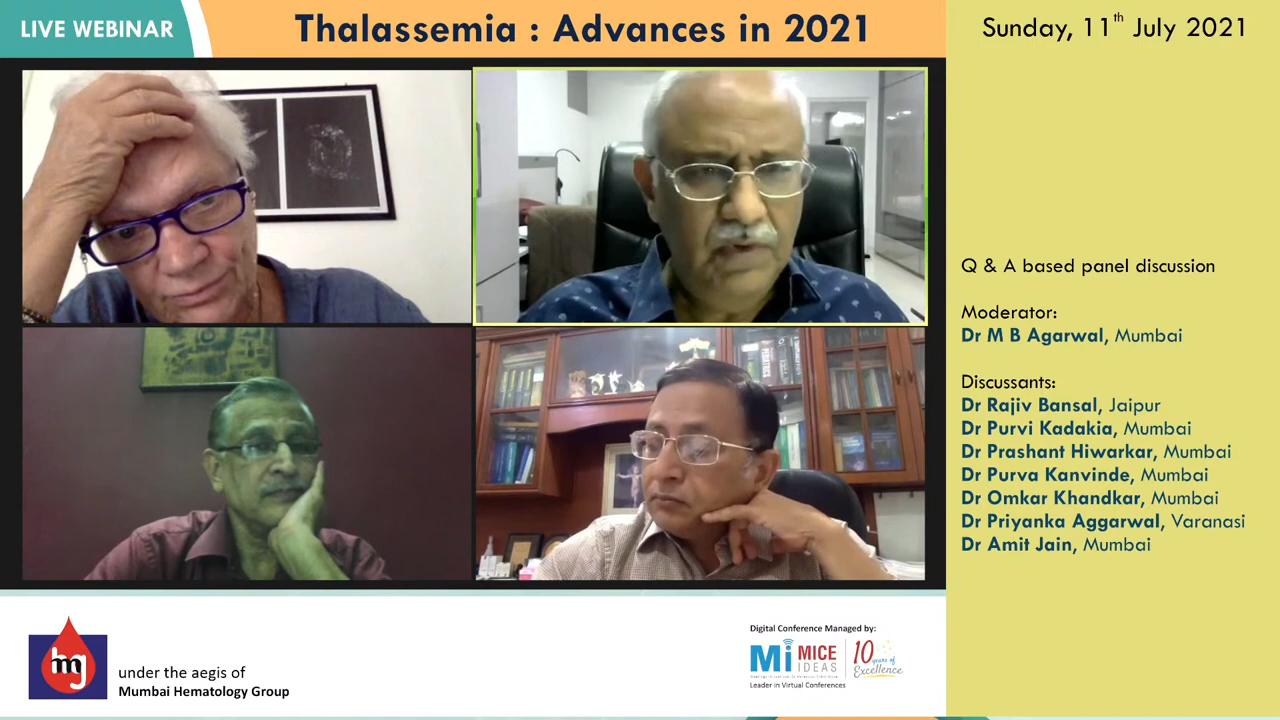 LIVE WEBINAR
Thalassemia : Advances in 2021
Sunday, 11th July 2021
Q & A based panel discussion
Moderator:
Dr M B Agarwal, Mumbai
Discussants:
Dr Rajiv Bansal, Jaipur
Dr Purvi Kadakia, Mumbai
Dr Prashant Hiwarkar, Mumbai
Dr Purva Kanvinde, Mumbai
Dr Omkar Khandkar, Mumbai
Dr Priyanka Aggarwal, Varanasi
Dr Amit Jain, Mumbai
hmg
under the aegis of
Mumbai Hematology Group
Digital Conference Managed by:
Mi MICE IDEAS
10 years of Excellence
Leader in Virtual Conferences